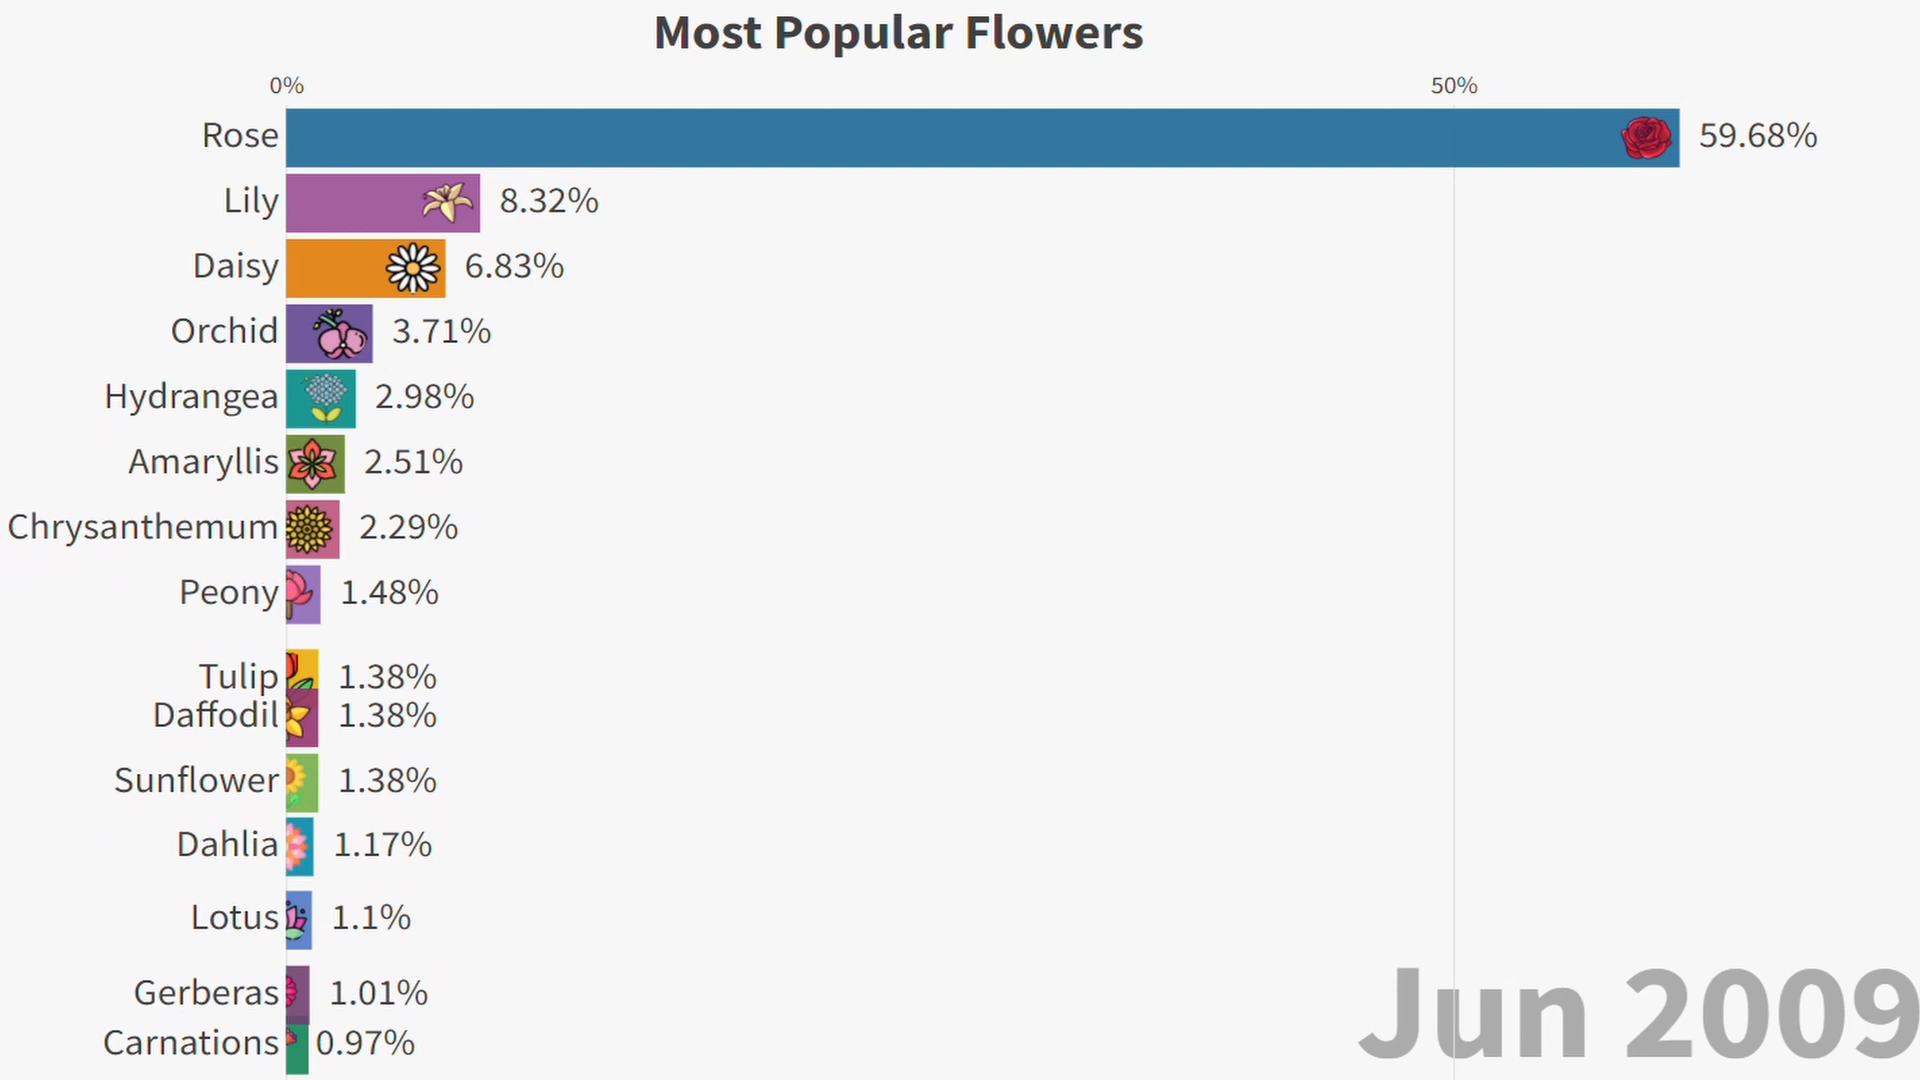 Most Popular Flowers
0% 50%
Rose 59.68%
Lily 8.32%
Daisy 6.83%
Orchid 3.71%
Hydrangea 2.98%
Amaryllis 2.51%
Chrysanthemum 2.29%
Peony 1.48%
Tulip 1.38%
Daffodil 1.38%
Sunflower 1.38%
Dahlia 1.17%
Lotus 1.1%
Gerberas 1.01%
Carnations 0.97%
Jun 2009